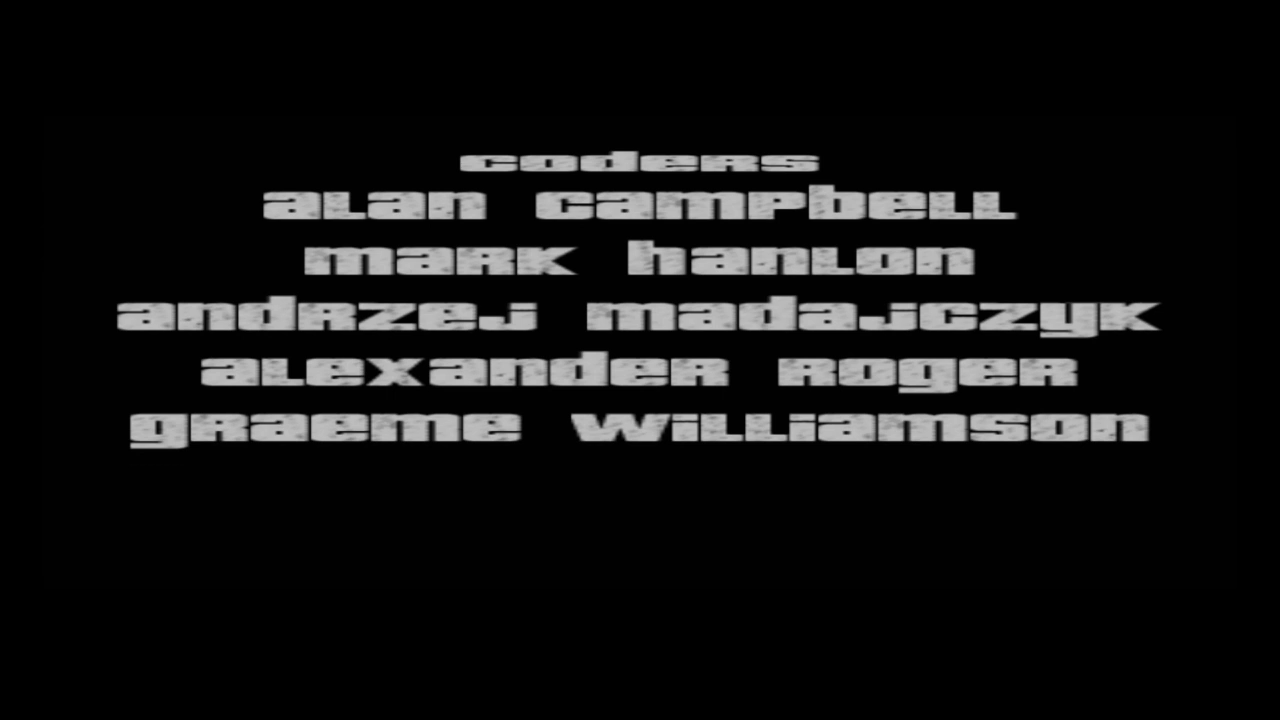 coders
alan campbell
mark hanlon
andrzej madajczyk
alexander roger
graeme williamson